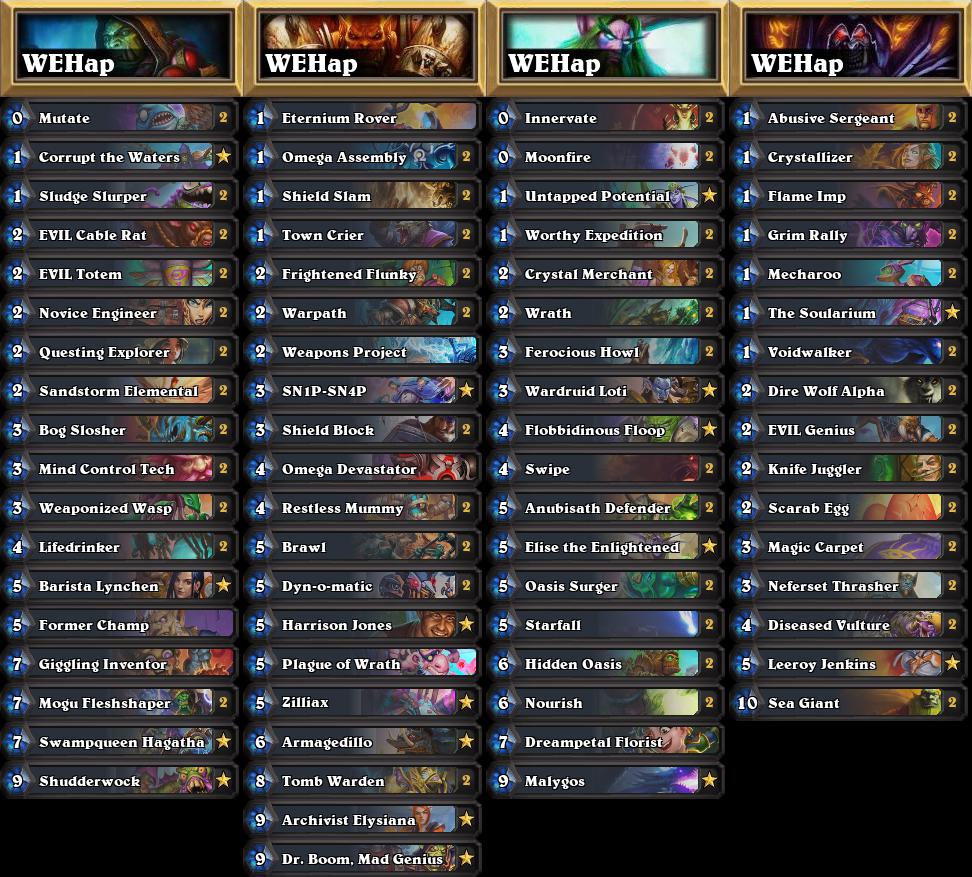 WEHap
0 Mutate 2
1 Corrupt the Waters
1 Sludge Slurper 2
2 EVIL Cable Rat 2
2 EVIL Totem 2
2 Novice Engineer 2
2 Questing Explorer 2
2 Sandstorm Elemental 2
3 Bog Slosher 2
3 Mind Control Tech 2
3 Weaponized Wasp 2
4 Lifedrinker 2
5 Barista Lynchen
5 Former Champ
7 Giggling Inventor
7 Mogu Fleshshaper 2
7 Swampqueen Hagatha
9 Shudderwock
WEHap
1 Eternium Rover
1 Omega Assembly 2
1 Shield Slam 2
1 Town Crier 2
2 Frightened Flunky 2
2 Warpath 2
2 Weapons Project
3 SN1P-SN4P
3 Shield Block 2
4 Omega Devastator
4 Restless Mummy 2
5 Brawl 2
5 Dyn-o-matic 2
5 Harrison Jones
5 Plague of Wrath
5 Zilliax
6 Armagedillo
8 Tomb Warden 2
9 Archivist Elysiana
9 Dr. Boom, Mad Genius
WEHap
0 Innervate 2
0 Moonfire 2
1 Untapped Potential
1 Worthy Expedition 2
2 Crystal Merchant 2
2 Wrath 2
3 Ferocious Howl 2
3 Wardruid Loti
4 Flobbidinous Floop
4 Swipe 2
5 Anubisath Defender 2
5 Elise the Enlightened
5 Oasis Surger 2
5 Starfall 2
6 Hidden Oasis 2
6 Nourish 2
7 Dreampetal Florist
9 Malygos
WEHap
1 Abusive Sergeant 2
1 Crystallizer 2
1 Flame Imp 2
1 Grim Rally 2
1 Mecharoo 2
1 The Soularium
1 Voidwalker 2
2 Dire Wolf Alpha 2
2 EVIL Genius 2
2 Knife Juggler 2
2 Scarab Egg 2
3 Magic Carpet 2
3 Neferset Thrasher 2
4 Diseased Vulture 2
5 Leeroy Jenkins
10 Sea Giant 2